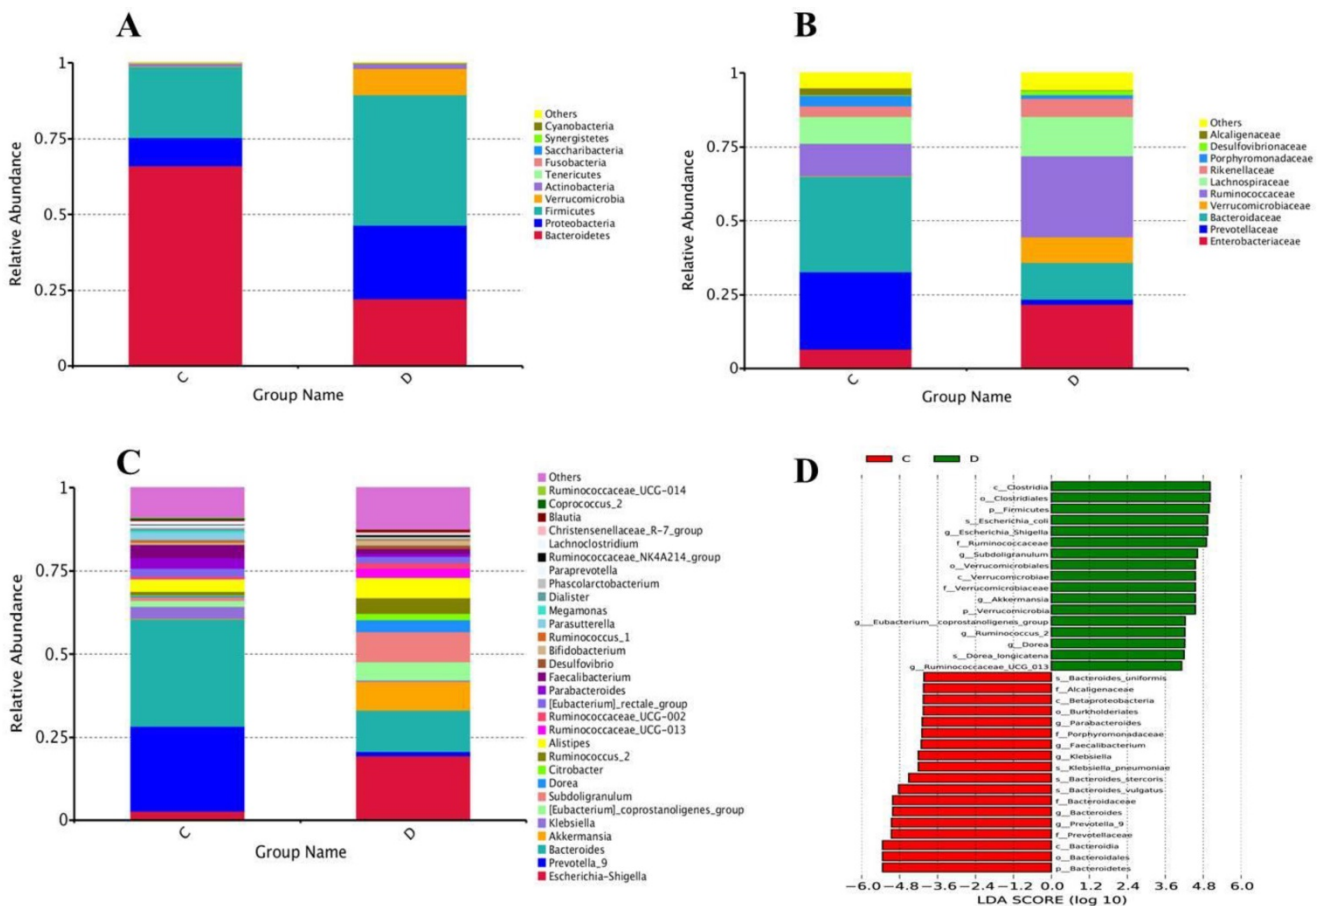 A
1
0.75
0.5
0.25
0
Relative Abundance
C
D
Group Name
Others
Cyanobacteria
Synergistetes
Saccharibacteria
Fusobacteria
Tenericutes
Actinobacteria
Verrucomicrobia
Firmicutes
Proteobacteria
Bacteroidetes
B
1
0.75
0.5
0.25
0
Relative Abundance
C
D
Group Name
Others
Alcaligenaceae
Desulfovibrionaceae
Porphyromonadaceae
Rikenellaceae
Lachnospiraceae
Ruminococcaceae
Verrucomicrobiaceae
Bacteroidaceae
Prevotellaceae
Enterobacteriaceae
C
1
0.75
0.5
0.25
0
Relative Abundance
C
D
Group Name
Others
Ruminococcaceae_UCG-014
Coprococcus_2
Blautia
Christensenellaceae_R-7_group
Lachnoclostridium
Ruminococcaceae_NK4A214_group
Paraprevotella
Phascolarctobacterium
Dialister
Megamonas
Parasutterella
Ruminococcus_1
Bifidobacterium
Desulfovibrio
Faecalibacterium
Parabacteroides
[Eubacterium]_rectale_group
Ruminococcaceae_UCG-002
Ruminococcaceae_UCG-013
Alistipes
Ruminococcus_2
Citrobacter
Dorea
Subdoligranulum
[Eubacterium]_coprostanoligenes_group
Klebsiella
Akkermansia
Bacteroides
Prevotella_9
Escherichia-Shigella
D
C D
c__Clostridia
o__Clostridiales
p__Firmicutes
s__Escherichia_coli
g__Escherichia_Shigella
f__Ruminococcaceae
g__Subdoligranulum
o__Verrucomicrobiales
c__Verrucomicrobiae
f__Verrucomicrobiaceae
g__Akkermansia
p__Verrucomicrobia
g___Eubacterium__coprostanoligenes_group
g__Ruminococcus_2
g__Dorea
s__Dorea_longicatena
g__Ruminococcaceae_UCG_013
s__Bacteroides_uniformis
f__Alcaligenaceae
c__Betaproteobacteria
o__Burkholderiales
g__Parabacteroides
f__Porphyromonadaceae
g__Faecalibacterium
g__Klebsiella
s__Klebsiella_pneumoniae
s__Bacteroides_stercoris
s__Bacteroides_vulgatus
f__Bacteroidaceae
g__Bacteroides
g__Prevotella_9
f__Prevotellaceae
c__Bacteroidia
o__Bacteroidales
p__Bacteroidetes
−6.0 −4.8 −3.6 −2.4 −1.2 0.0 1.2 2.4 3.6 4.8 6.0
LDA SCORE (log 10)